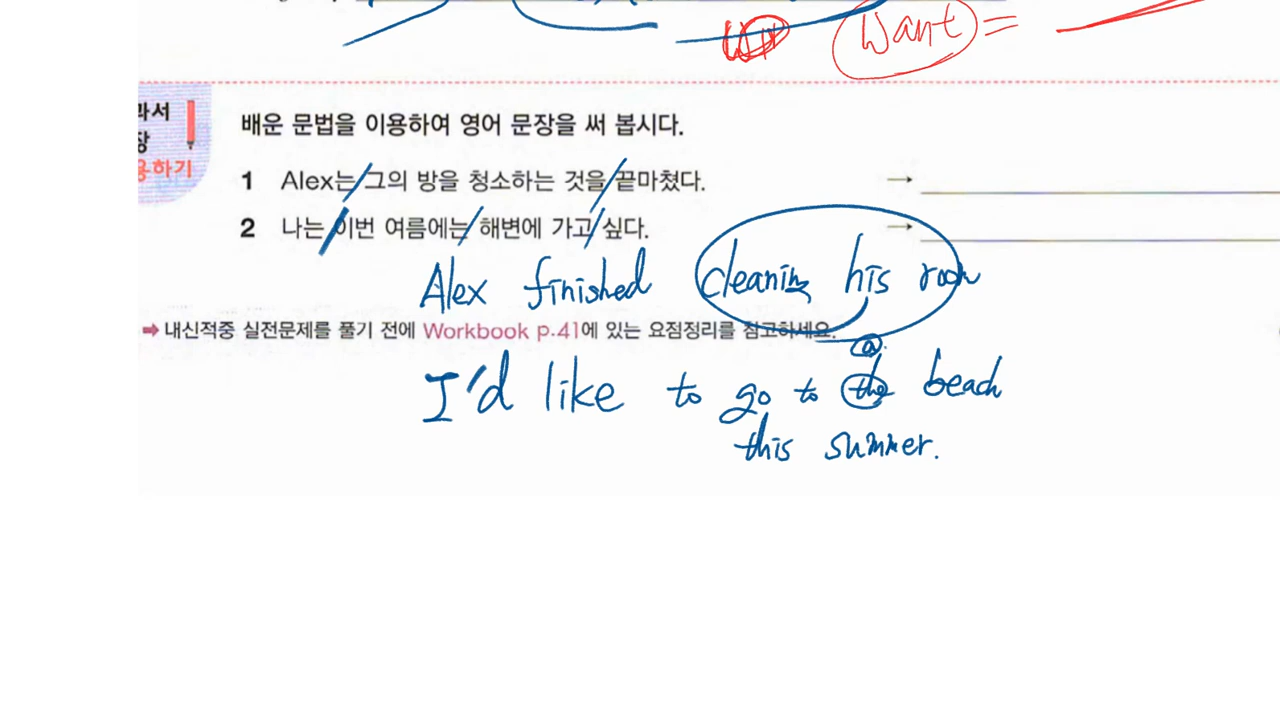 Want =
과서
장
용하기
배운 문법을 이용하여 영어 문장을 써 봅시다.
1 Alex는 그의 방을 청소하는 것을 끝마쳤다. →
2 나는 이번 여름에는 해변에 가고 싶다. →
Alex finished cleaning his room
➡ 내신적중 실전문제를 풀기 전에 Workbook p.41에 있는 요점정리를 참고하세요.
a
I'd like to go to the beach
this summer.